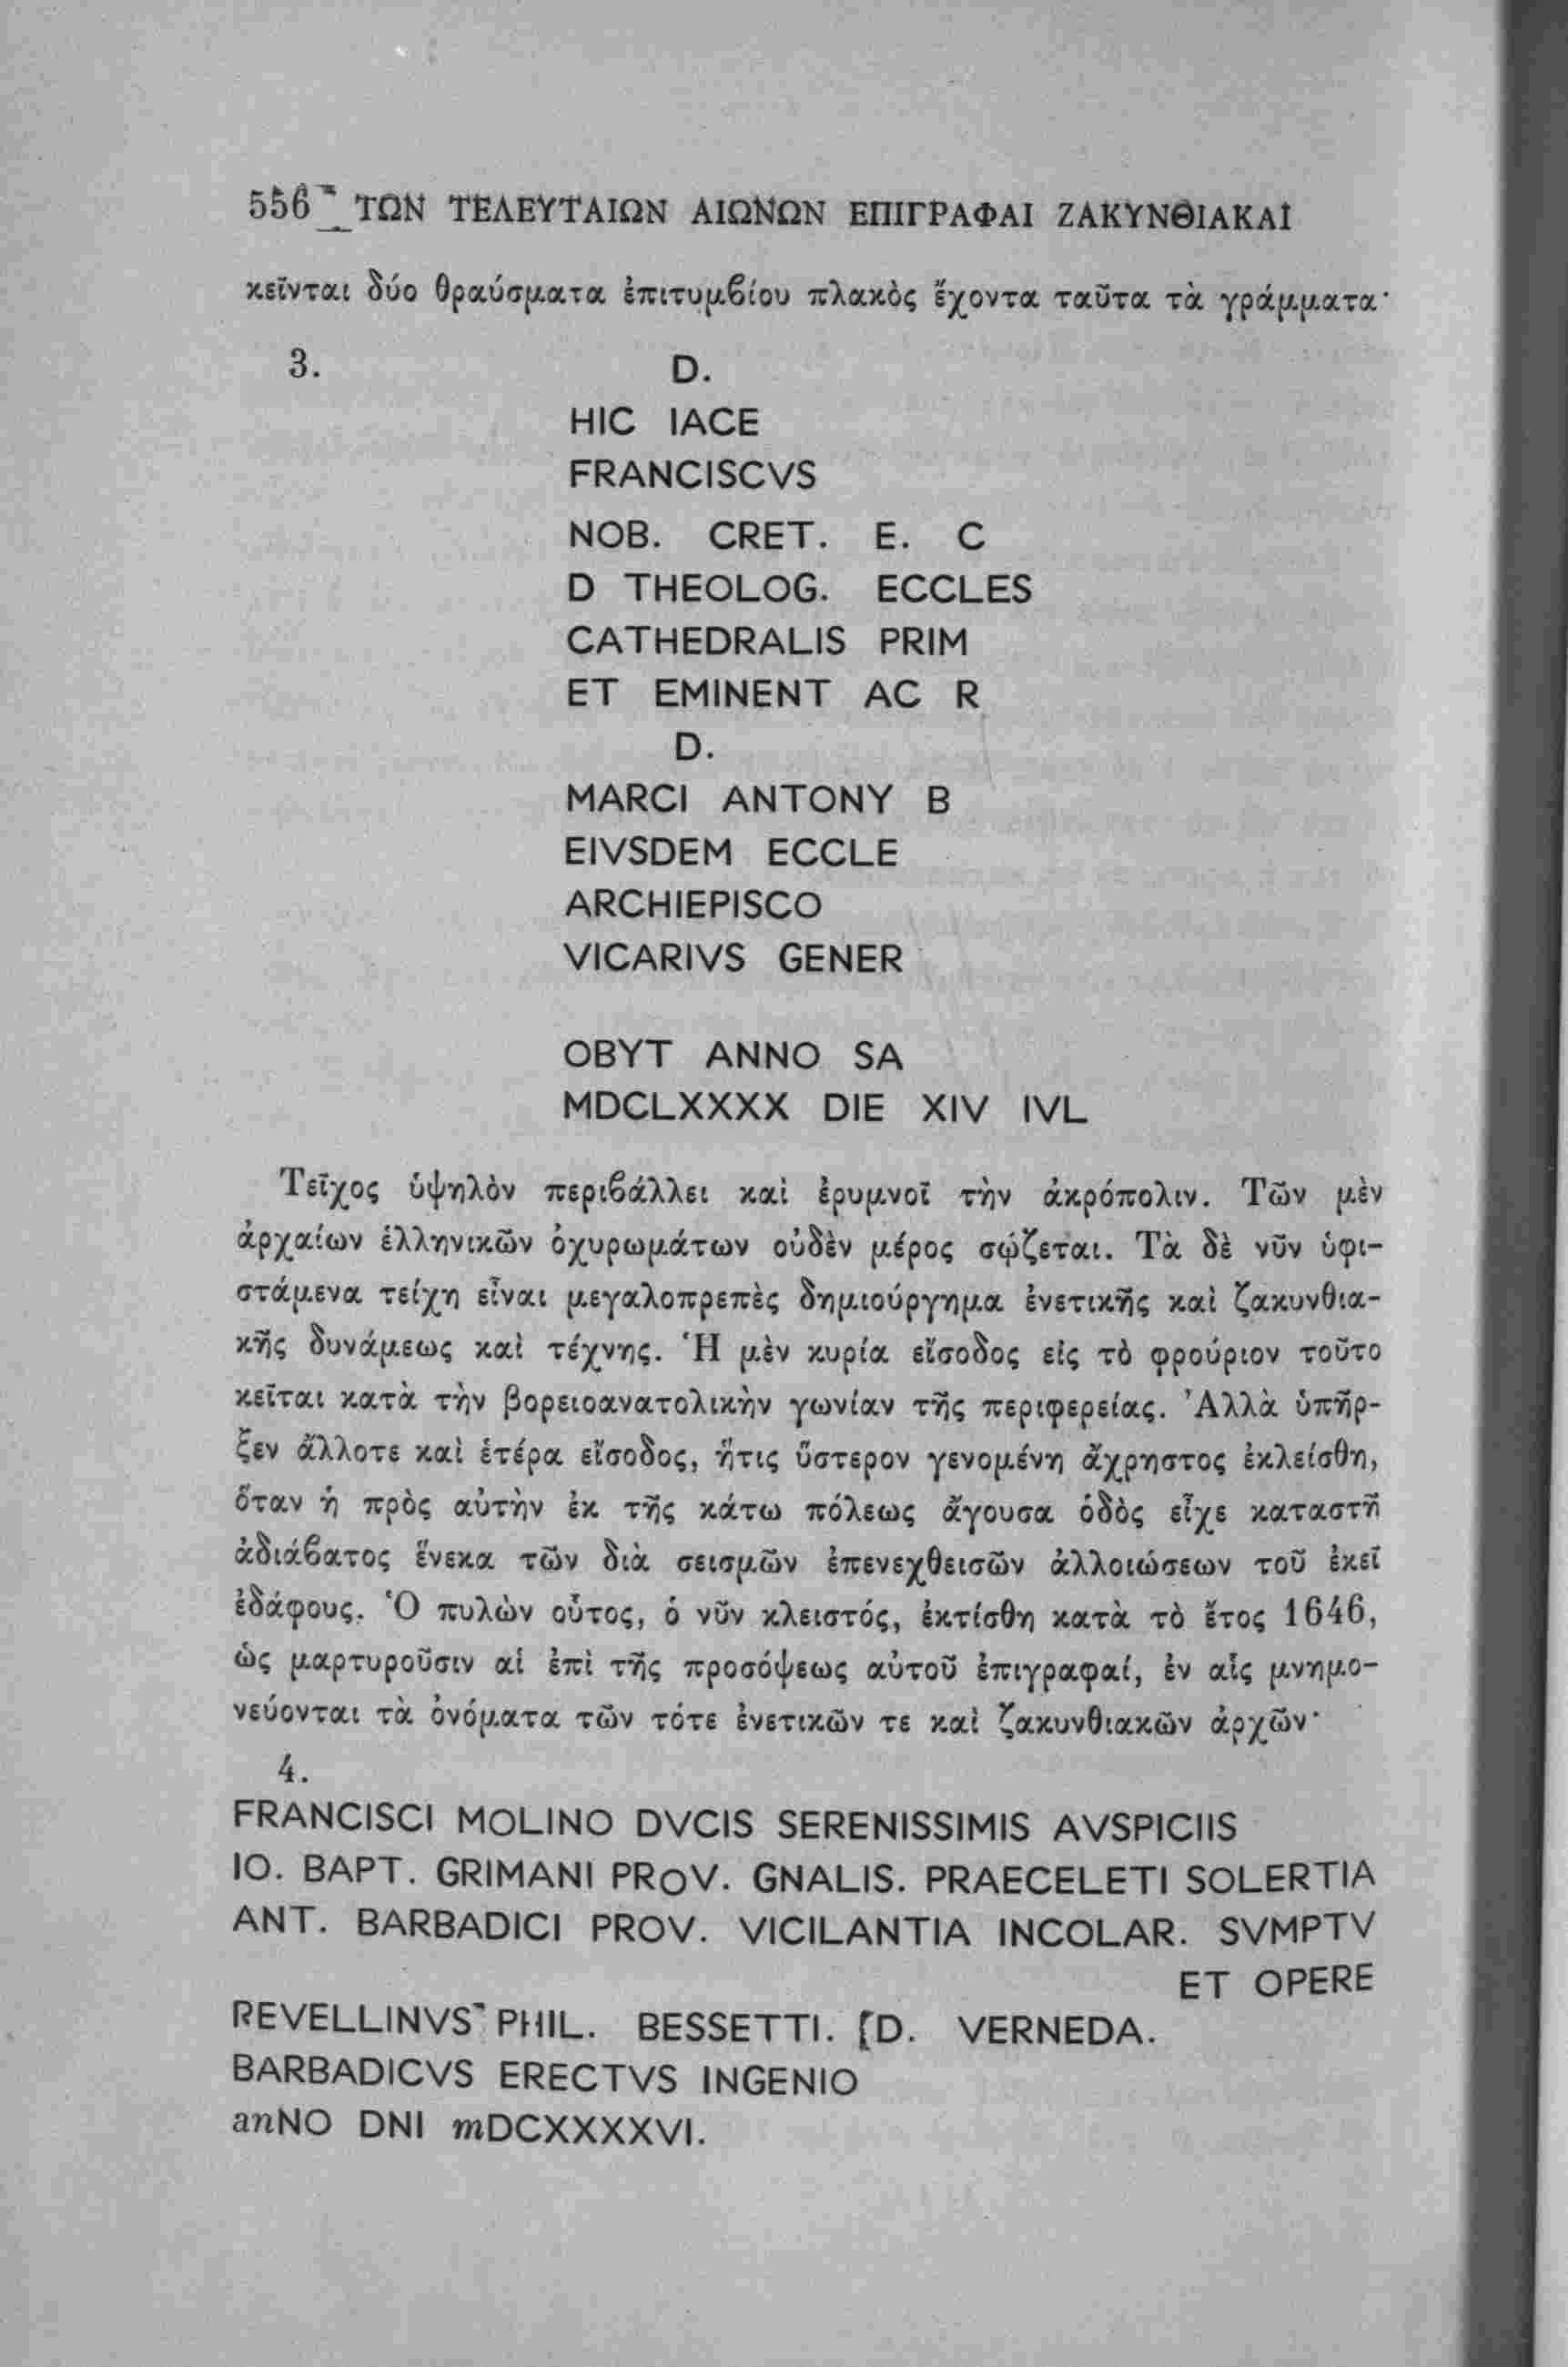 556 ΤΩΝ ΤΕΛΕΥΤΑΙΩΝ ΑΙΩΝΩΝ ΕΠΙΓΡΑΦΑΙ ΖΑΚΥΝΘΙΑΚΑΙ
κεῖνται δύο θραύσματα ἐπιτυμβίου πλακὸς ἔχοντα ταῦτα τὰ γράμματα·
3.
D.
HIC IACE
FRANCISCVS
NOB. CRET. E. C
D THEOLOG. ECCLES
CATHEDRALIS PRIM
ET EMINENT AC R
D.
MARCI ANTONY B
EIVSDEM ECCLE
ARCHIEPISCO
VICARIVS GENER
OBYT ANNO SA
MDCLXXXX DIE XIV IVL
Τεῖχος ὑψηλὸν περιβάλλει καὶ ἐρυμνοῖ τὴν ἀκρόπολιν. Τῶν μὲν
ἀρχαίων ἑλληνικῶν ὀχυρωμάτων οὐδὲν μέρος σῴζεται. Τὰ δὲ νῦν ὑφι-
στάμενα τείχη εἶναι μεγαλοπρεπὲς δημιούργημα ἐνετικῆς καὶ ζακυνθια-
κῆς δυνάμεως καὶ τέχνης. Ἡ μὲν κυρία εἴσοδος εἰς τὸ φρούριον τοῦτο
κεῖται κατὰ τὴν βορειοανατολικὴν γωνίαν τῆς περιφερείας. Ἀλλὰ ὑπῆρ-
ξεν ἄλλοτε καὶ ἑτέρα εἴσοδος, ἥτις ὕστερον γενομένη ἄχρηστος ἐκλείσθη,
ὅταν ἡ πρὸς αὐτὴν ἐκ τῆς κάτω πόλεως ἄγουσα ὁδὸς εἶχε καταστῆ
ἀδιάβατος ἕνεκα τῶν διὰ σεισμῶν ἐπενεχθεισῶν ἀλλοιώσεων τοῦ ἐκεῖ
ἐδάφους. Ὁ πυλὼν οὗτος, ὁ νῦν κλειστός, ἐκτίσθη κατὰ τὸ ἔτος 1646,
ὡς μαρτυροῦσιν αἱ ἐπὶ τῆς προσόψεως αὐτοῦ ἐπιγραφαί, ἐν αἷς μνημο-
νεύονται τὰ ὀνόματα τῶν τότε ἐνετικῶν τε καὶ ζακυνθιακῶν ἀρχῶν·
4.
FRANCISCI MOLINO DVCIS SERENISSIMIS AVSPICIIS
IO. BAPT. GRIMANI PRoV. GNALIS. PRAECELETI SOLERTIA
ANT. BARBADICI PROV. VICILANTIA INCOLAR. SVMPTV
ET OPERE
REVELLINVS PHIL. BESSETTI. [D. VERNEDA.
BARBADICVS ERECTVS INGENIO
anNO DNI mDCXXXXVI.